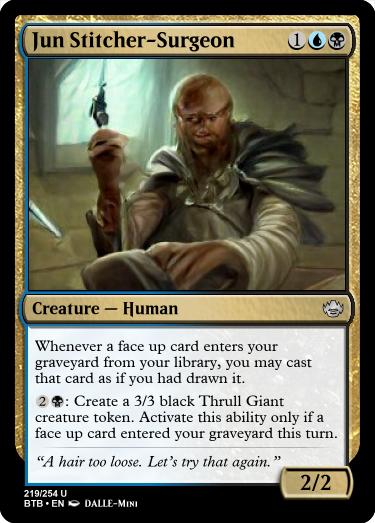 Jun Stitcher-Surgeon 1
Creature — Human
Whenever a face up card enters your
graveyard from your library, you may cast
that card as if you had drawn it.
2: Create a 3/3 black Thrull Giant
creature token. Activate this ability only if a
face up card entered your graveyard this turn.
“A hair too loose. Let's try that again.”
2/2
219/254 U
BTB • EN DALLE-Mini